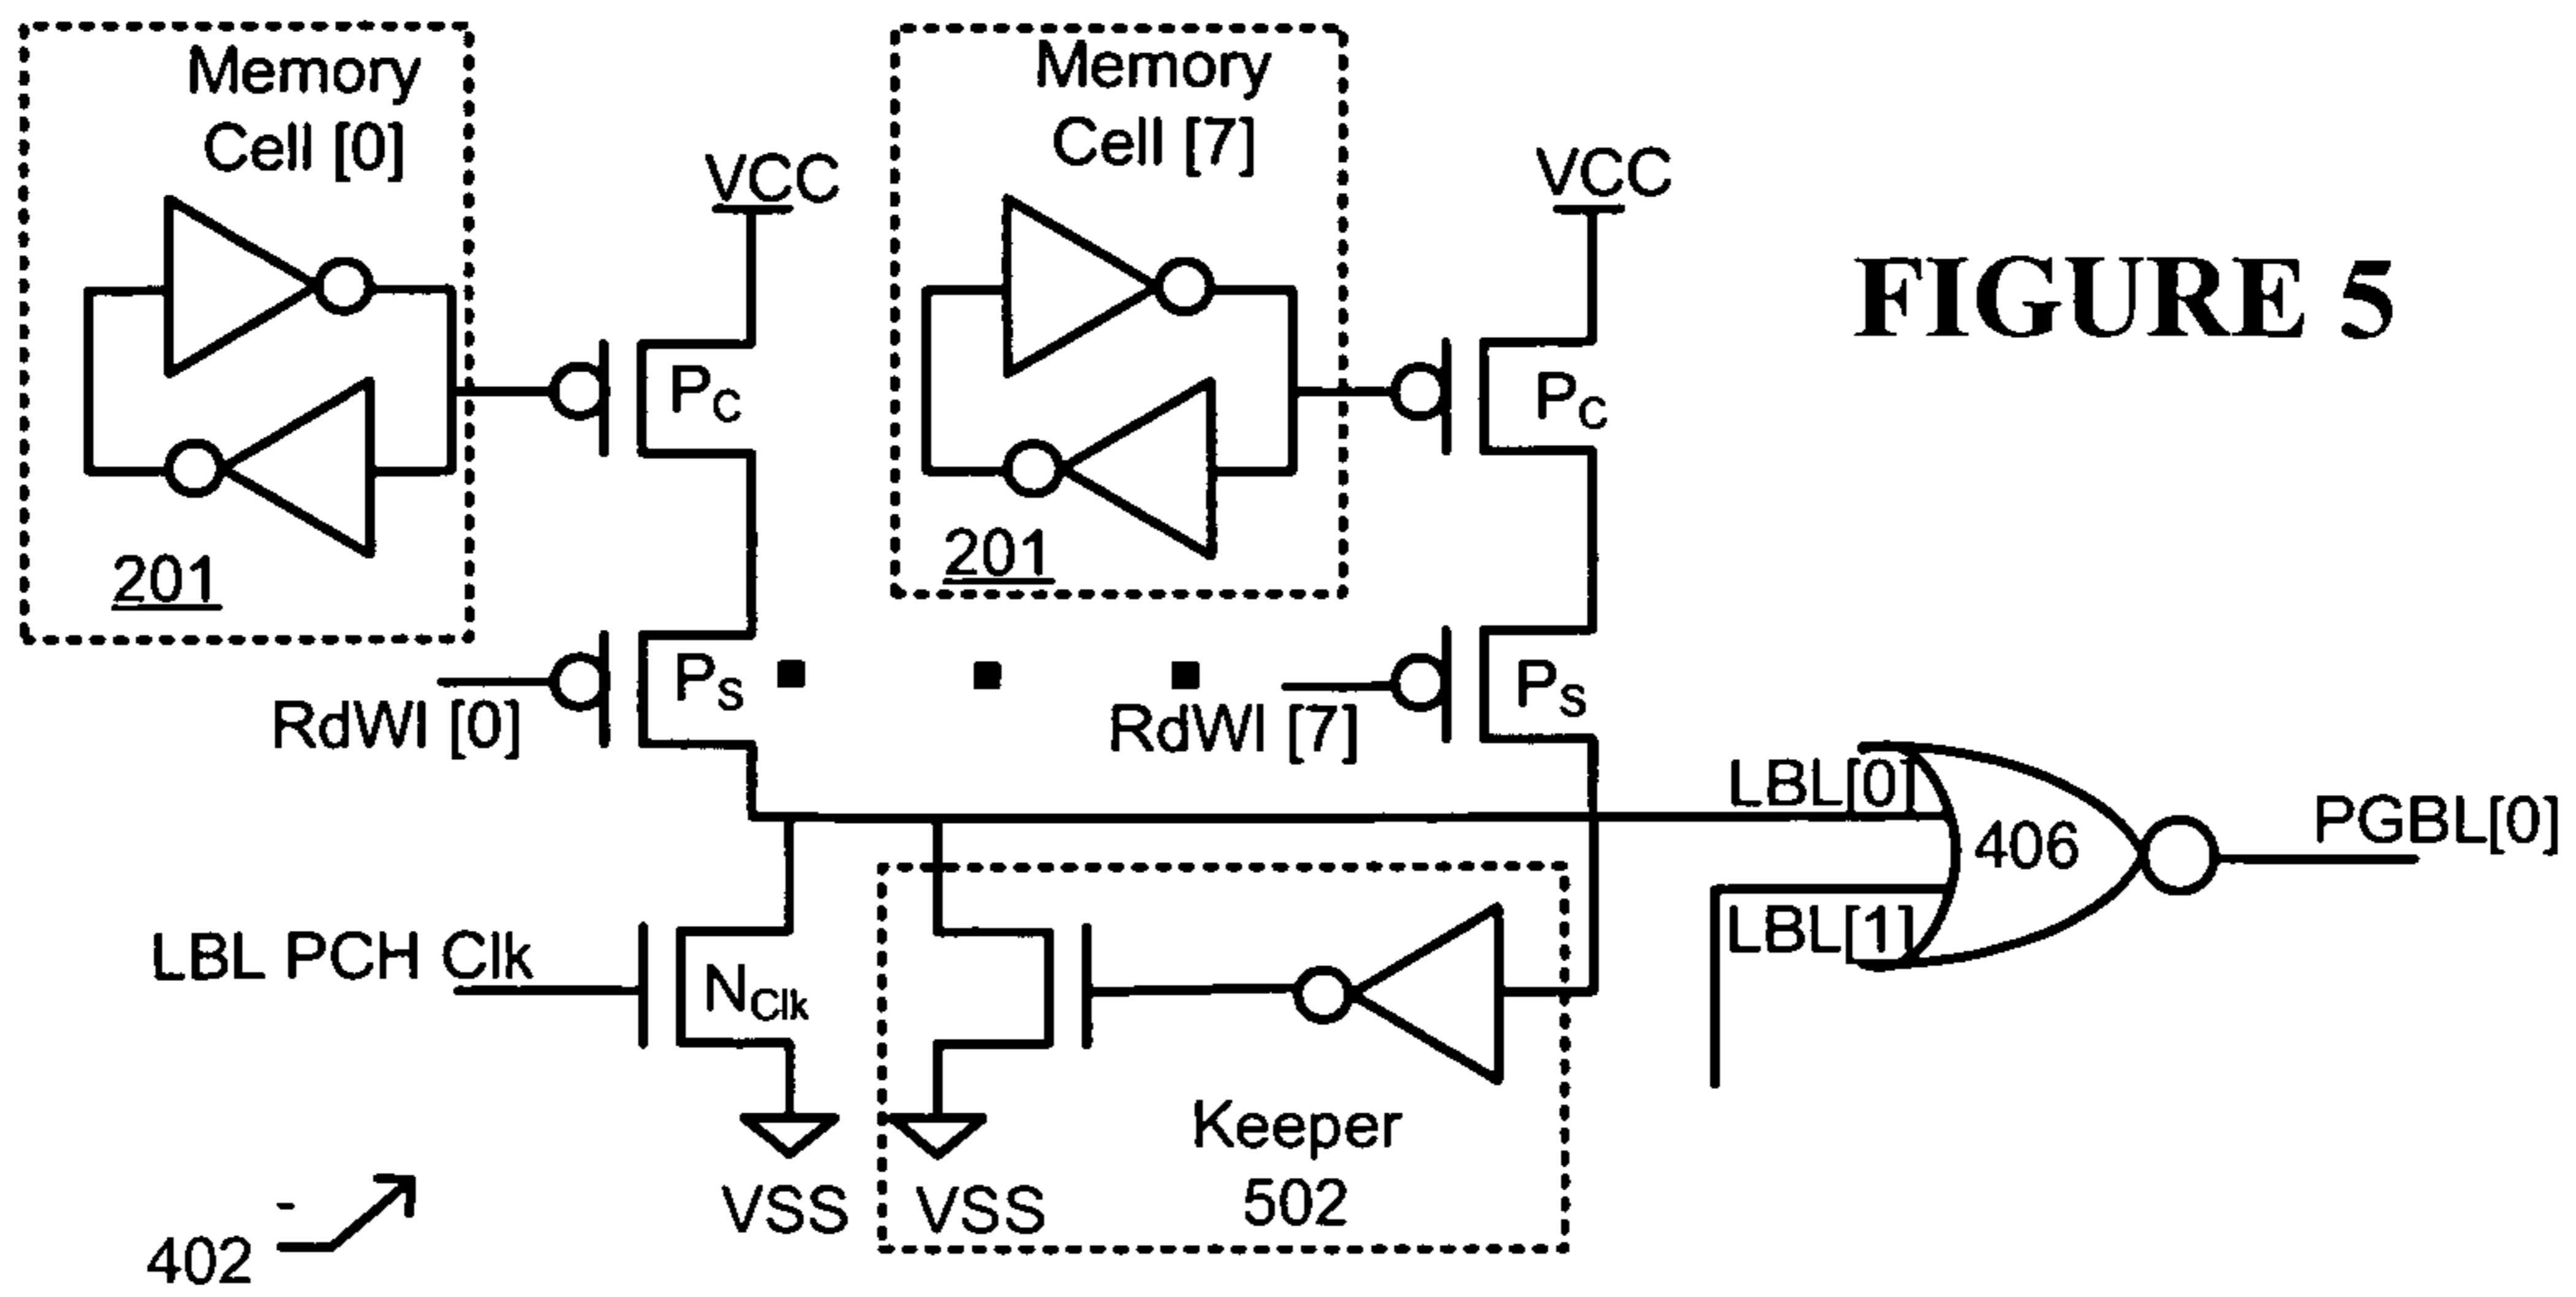 Memory
Cell [0]
Memory
Cell [7]
VCC
VCC
FIGURE 5
PC
PC
201
201
PS
PS
RdWl [0]
RdWl [7]
LBL[0]
406
PGBL[0]
LBL[1]
LBL PCH Clk
NClk
Keeper
502
VSS
VSS
402